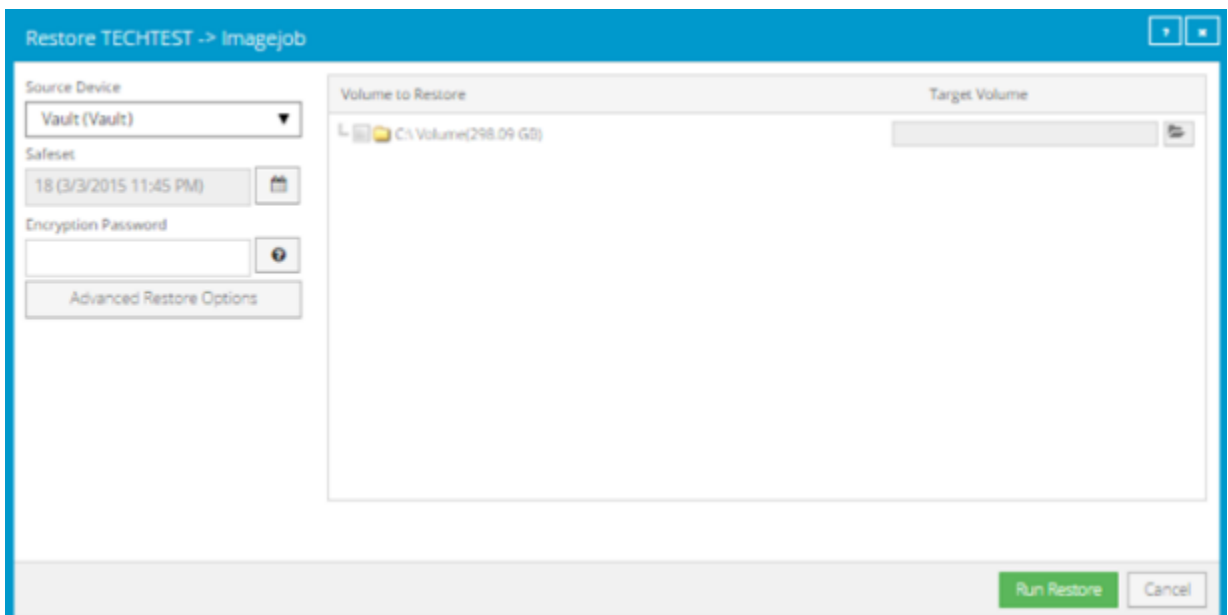 Restore TECHTEST -> Imagejob
Source Device
Vault (Vault)
Safeset
18 (3/3/2015 11:45 PM)
Encryption Password
Advanced Restore Options
Volume to Restore
Target Volume
C:\ Volume(298.09 GB)
Run Restore
Cancel